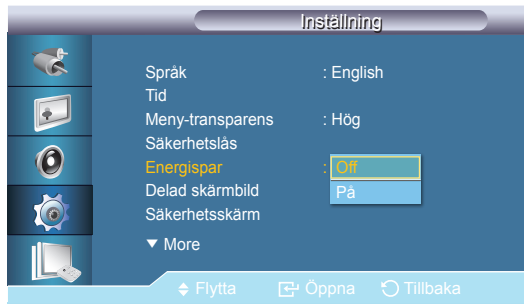 Inställning
Språk : English
Tid
Meny-transparens : Hög
Säkerhetslås
Energispar : Off
På
Delad skärmbild
Säkerhetsskärm
▼ More
Flytta Öppna Tillbaka